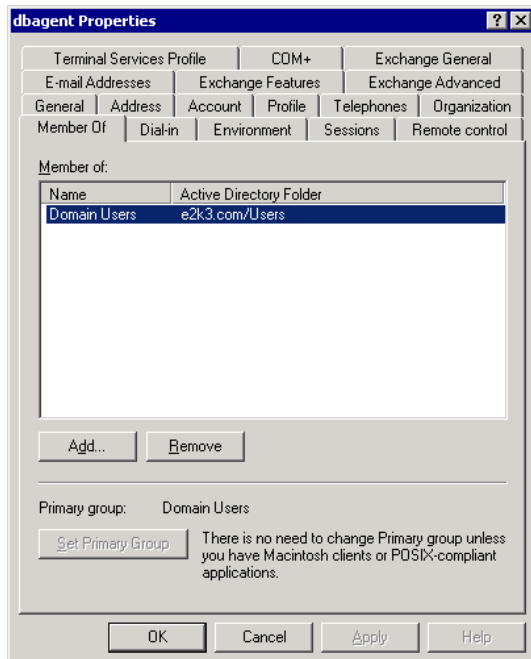 dbagent Properties
Terminal Services Profile COM+ Exchange General
E-mail Addresses Exchange Features Exchange Advanced
General Address Account Profile Telephones Organization
Member Of Dial-in Environment Sessions Remote control
Member of:
Name Active Directory Folder
Domain Users e2k3.com/Users
Add... Remove
Primary group: Domain Users
Set Primary Group
There is no need to change Primary group unless
you have Macintosh clients or POSIX-compliant
applications.
OK Cancel Apply Help